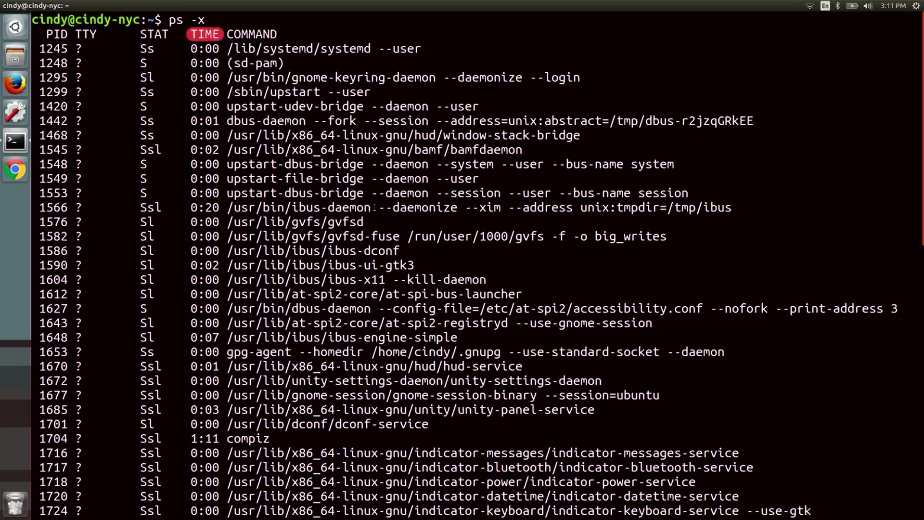 cindy@cindy-nyc: ~
En
3:11 PM
cindy@cindy-nyc:~$ ps -x
PID TTY STAT TIME COMMAND
1245 ? Ss 0:00 /lib/systemd/systemd --user
1248 ? S 0:00 (sd-pam)
1295 ? Sl 0:00 /usr/bin/gnome-keyring-daemon --daemonize --login
1299 ? Ss 0:00 /sbin/upstart --user
1420 ? S 0:00 upstart-udev-bridge --daemon --user
1442 ? Ss 0:01 dbus-daemon --fork --session --address=unix:abstract=/tmp/dbus-r2jzqGRkEE
1468 ? Ss 0:00 /usr/lib/x86_64-linux-gnu/hud/window-stack-bridge
1545 ? Ssl 0:02 /usr/lib/x86_64-linux-gnu/bamf/bamfdaemon
1548 ? S 0:00 upstart-dbus-bridge --daemon --system --user --bus-name system
1549 ? S 0:00 upstart-file-bridge --daemon --user
1553 ? S 0:00 upstart-dbus-bridge --daemon --session --user --bus-name session
1566 ? Ssl 0:20 /usr/bin/ibus-daemon --daemonize --xim --address unix:tmpdir=/tmp/ibus
1576 ? Sl 0:00 /usr/lib/gvfs/gvfsd
1582 ? Sl 0:00 /usr/lib/gvfs/gvfsd-fuse /run/user/1000/gvfs -f -o big_writes
1586 ? Sl 0:00 /usr/lib/ibus/ibus-dconf
1590 ? Sl 0:02 /usr/lib/ibus/ibus-ui-gtk3
1604 ? Sl 0:00 /usr/lib/ibus/ibus-x11 --kill-daemon
1612 ? Sl 0:00 /usr/lib/at-spi2-core/at-spi-bus-launcher
1627 ? S 0:00 /usr/bin/dbus-daemon --config-file=/etc/at-spi2/accessibility.conf --nofork --print-address 3
1643 ? Sl 0:00 /usr/lib/at-spi2-core/at-spi2-registryd --use-gnome-session
1648 ? Sl 0:07 /usr/lib/ibus/ibus-engine-simple
1653 ? Ss 0:00 gpg-agent --homedir /home/cindy/.gnupg --use-standard-socket --daemon
1670 ? Ssl 0:01 /usr/lib/x86_64-linux-gnu/hud/hud-service
1672 ? Ssl 0:00 /usr/lib/unity-settings-daemon/unity-settings-daemon
1677 ? Ssl 0:00 /usr/lib/gnome-session/gnome-session-binary --session=ubuntu
1685 ? Ssl 0:03 /usr/lib/x86_64-linux-gnu/unity/unity-panel-service
1701 ? Sl 0:00 /usr/lib/dconf/dconf-service
1704 ? Ssl 1:11 compiz
1716 ? Ssl 0:00 /usr/lib/x86_64-linux-gnu/indicator-messages/indicator-messages-service
1717 ? Ssl 0:00 /usr/lib/x86_64-linux-gnu/indicator-bluetooth/indicator-bluetooth-service
1718 ? Ssl 0:00 /usr/lib/x86_64-linux-gnu/indicator-power/indicator-power-service
1720 ? Ssl 0:00 /usr/lib/x86_64-linux-gnu/indicator-datetime/indicator-datetime-service
1724 ? Ssl 0:00 /usr/lib/x86_64-linux-gnu/indicator-keyboard/indicator-keyboard-service --use-gtk